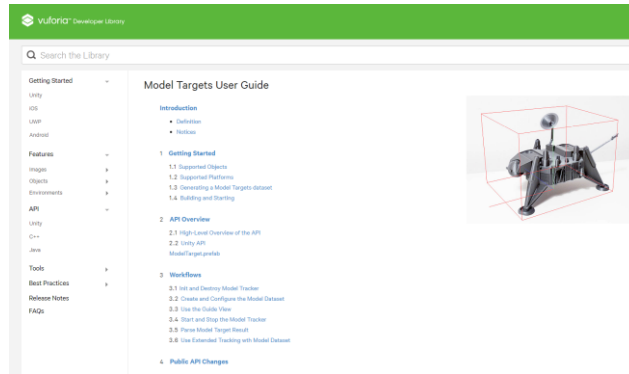 vuforia™ Developer Library
Search the Library
Getting Started
Unity
iOS
UWP
Android
Features
Images
Objects
Environments
API
Unity
C++
Java
Tools
Best Practices
Release Notes
FAQs
Model Targets User Guide
Introduction
Definition
Notices
1 Getting Started
1.1 Supported Objects
1.2 Supported Platforms
1.3 Generating a Model Targets dataset
1.4 Building and Starting
2 API Overview
2.1 High-Level Overview of the API
2.2 Unity API
ModelTarget.prefab
3 Workflows
3.1 Init and Destroy Model Tracker
3.2 Create and Configure the Model Dataset
3.3 Use the Guide View
3.4 Start and Stop the Model Tracker
3.5 Parse Model Target Result
3.6 Use Extended Tracking with Model Dataset
4 Public API Changes